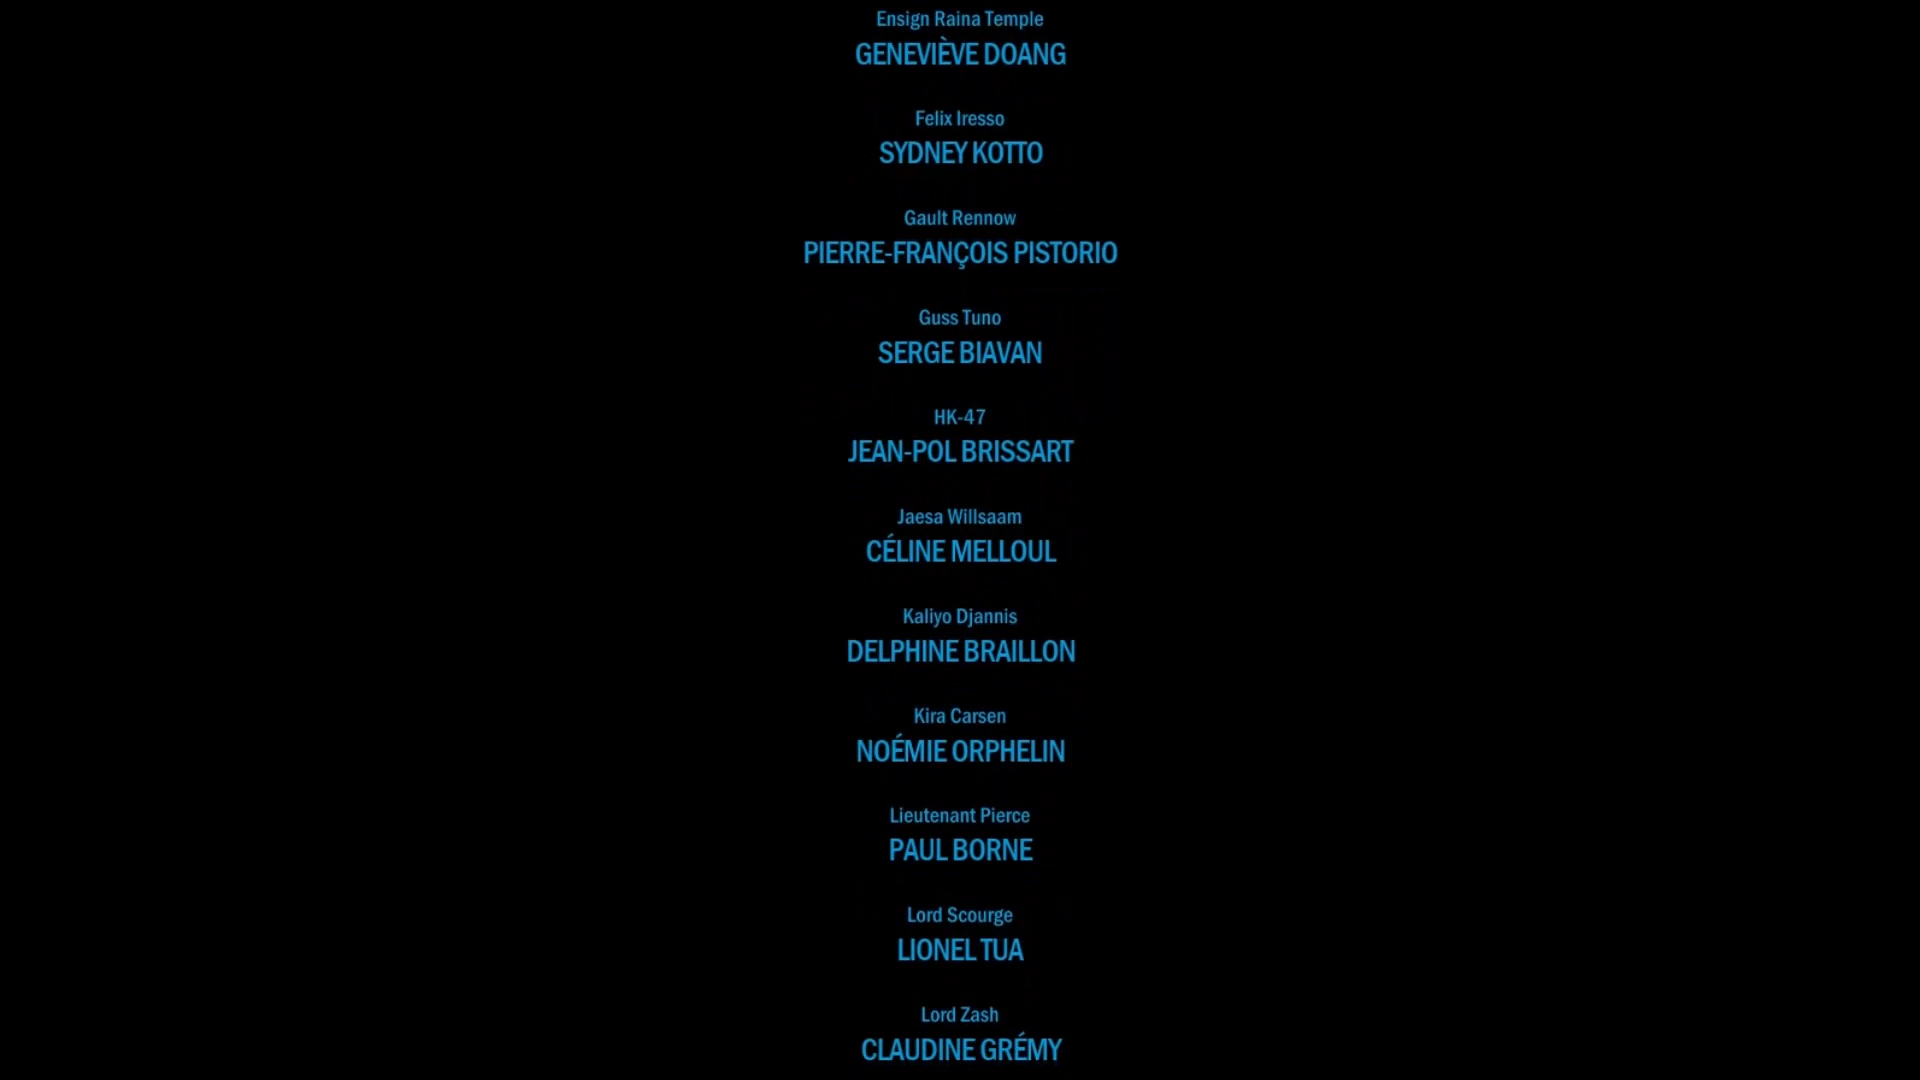 Ensign Raina Temple
GENEVIÈVE DOANG
Felix Iresso
SYDNEY KOTTO
Gault Rennow
PIERRE-FRANÇOIS PISTORIO
Guss Tuno
SERGE BIAVAN
HK-47
JEAN-POL BRISSART
Jaesa Willsaam
CÉLINE MELLOUL
Kaliyo Djannis
DELPHINE BRAILLON
Kira Carsen
NOÉMIE ORPHELIN
Lieutenant Pierce
PAUL BORNE
Lord Scourge
LIONEL TUA
Lord Zash
CLAUDINE GRÉMY